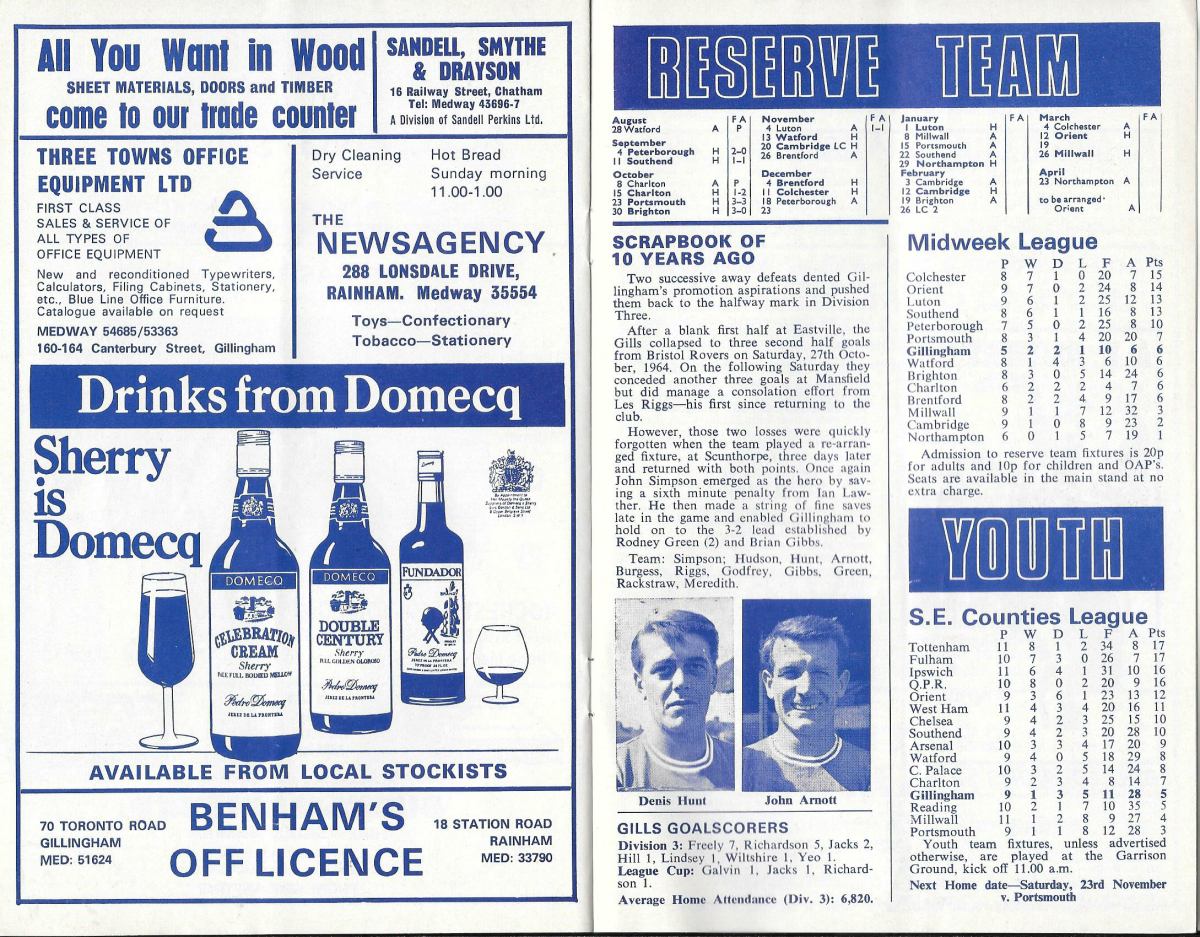 All You Want in Wood
SHEET MATERIALS, DOORS and TIMBER
come to our trade counter
SANDELL, SMYTHE
& DRAYSON
16 Railway Street, Chatham
Tel: Medway 43696-7
A Division of Sandell Perkins Ltd.
THREE TOWNS OFFICE
EQUIPMENT LTD
FIRST CLASS
SALES & SERVICE OF
ALL TYPES OF
OFFICE EQUIPMENT
New and reconditioned Typewriters,
Calculators, Filing Cabinets, Stationery,
etc., Blue Line Office Furniture.
Catalogue available on request
MEDWAY 54685/53363
160-164 Canterbury Street, Gillingham
Dry Cleaning Hot Bread
Service Sunday morning
11.00-1.00
THE
NEWSAGENCY
288 LONSDALE DRIVE,
RAINHAM. Medway 35554
Toys—Confectionary
Tobacco—Stationery
Drinks from Domecq
Sherry
is
Domecq
DOMECQ
CELEBRATION
CREAM
Sherry
Pedro Domecq
JEREZ DE LA FRONTERA
DOMECQ
DOUBLE
CENTURY
Sherry
FULL GOLDEN OLOROSO
Pedro Domecq
JEREZ DE LA FRONTERA
FUNDADOR
Pedro Domecq
AVAILABLE FROM LOCAL STOCKISTS
70 TORONTO ROAD
GILLINGHAM
MED: 51624
BENHAM'S
OFF LICENCE
18 STATION ROAD
RAINHAM
MED: 33790
RESERVE TEAM
August F A
28 Watford A P
September
4 Peterborough H 2-0
11 Southend H 1-1
October
8 Charlton A P
15 Charlton H 1-2
23 Portsmouth H 3-3
30 Brighton H 3-0
November F A
4 Luton A 1-1
13 Watford H
20 Cambridge LC H
26 Brentford A
December
4 Brentford H
11 Colchester H
18 Peterborough A
23
January F A
1 Luton H
8 Millwall A
15 Portsmouth A
22 Southend A
29 Northampton H
February
3 Cambridge A
12 Cambridge H
19 Brighton A
26 LC 2
March F A
4 Colchester A
12 Orient H
19
26 Millwall H
April
23 Northampton A
to be arranged·
Orient A
SCRAPBOOK OF
10 YEARS AGO
Two successive away defeats dented Gil-
lingham's promotion aspirations and pushed
them back to the halfway mark in Division
Three.
After a blank first half at Eastville, the
Gills collapsed to three second half goals
from Bristol Rovers on Saturday, 27th Octo-
ber, 1964. On the following Saturday they
conceded another three goals at Mansfield
but did manage a consolation effort from
Les Riggs—his first since returning to the
club.
However, those two losses were quickly
forgotten when the team played a re-arran-
ged fixture, at Scunthorpe, three days later
and returned with both points. Once again
John Simpson emerged as the hero by sav-
ing a sixth minute penalty from Ian Law-
ther. He then made a string of fine saves
late in the game and enabled Gillingham to
hold on to the 3-2 lead established by
Rodney Green (2) and Brian Gibbs.
Team: Simpson; Hudson, Hunt, Arnott,
Burgess, Riggs, Godfrey, Gibbs, Green,
Rackstraw, Meredith.
Denis Hunt John Arnott
GILLS GOALSCORERS
Division 3: Freely 7, Richardson 5, Jacks 2,
Hill 1, Lindsey 1, Wiltshire 1, Yeo 1.
League Cup: Galvin 1, Jacks 1, Richard-
son 1.
Average Home Attendance (Div. 3): 6,820.
Midweek League
P W D L F A Pts
Colchester 8 7 1 0 20 7 15
Orient 9 7 0 2 24 8 14
Luton 9 6 1 2 25 12 13
Southend 8 6 1 1 16 8 13
Peterborough 7 5 0 2 25 8 10
Portsmouth 8 3 1 4 20 20 7
Gillingham 5 2 2 1 10 6 6
Watford 8 1 4 3 6 10 6
Brighton 8 3 0 5 14 24 6
Charlton 6 2 2 2 4 7 6
Brentford 8 2 2 4 9 17 6
Millwall 9 1 1 7 12 32 3
Cambridge 9 1 0 8 9 23 2
Northampton 6 0 1 5 7 19 1
Admission to reserve team fixtures is 20p
for adults and 10p for children and OAP's.
Seats are available in the main stand at no
extra charge.
YOUTH
S.E. Counties League
P W D L F A Pts
Tottenham 11 8 1 2 34 8 17
Fulham 10 7 3 0 26 7 17
Ipswich 11 6 4 1 31 10 16
Q.P.R. 10 8 0 2 20 9 16
Orient 9 3 6 1 23 13 12
West Ham 11 4 3 4 20 16 11
Chelsea 9 4 2 3 25 15 10
Southend 9 4 2 3 20 28 10
Arsenal 10 3 3 4 17 20 9
Watford 9 4 0 5 18 29 8
C. Palace 10 3 2 5 14 24 8
Charlton 9 2 3 4 8 14 7
Gillingham 9 1 3 5 11 28 5
Reading 10 2 1 7 10 35 5
Millwall 11 1 2 8 9 27 4
Portsmouth 9 1 1 8 12 28 3
Youth team fixtures, unless advertised
otherwise, are played at the Garrison
Ground, kick off 11.00 a.m.
Next Home date—Saturday, 23rd November
v. Portsmouth